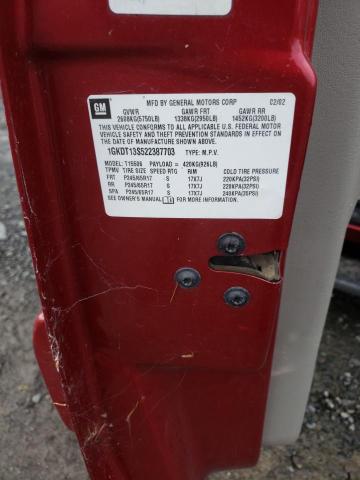 GM
MFD BY GENERAL MOTORS CORP 02/02
GVWR GAWR FRT GAWR RR
2608KG(5750LB) 1338KG(2950LB) 1452KG(3200LB)
THIS VEHICLE CONFORMS TO ALL APPLICABLE U.S. FEDERAL MOTOR
VEHICLE SAFETY AND THEFT PREVENTION STANDARDS IN EFFECT ON
THE DATE OF MANUFACTURE SHOWN ABOVE.
1GKDT13S522387703 TYPE: M.P.V.
MODEL: T15506 PAYLOAD = 420KG(926LB)
TPMV TIRE SIZE SPEED RTG RIM COLD TIRE PRESSURE
FRT P245/65R17 S 17X7J 220KPA(32PSI)
RR P245/65R17 S 17X7J 220KPA(32PSI)
SPA P245/65R17 S 17X7J 240KPA(35PSI)
SEE OWNER'S MANUAL FOR MORE INFORMATION